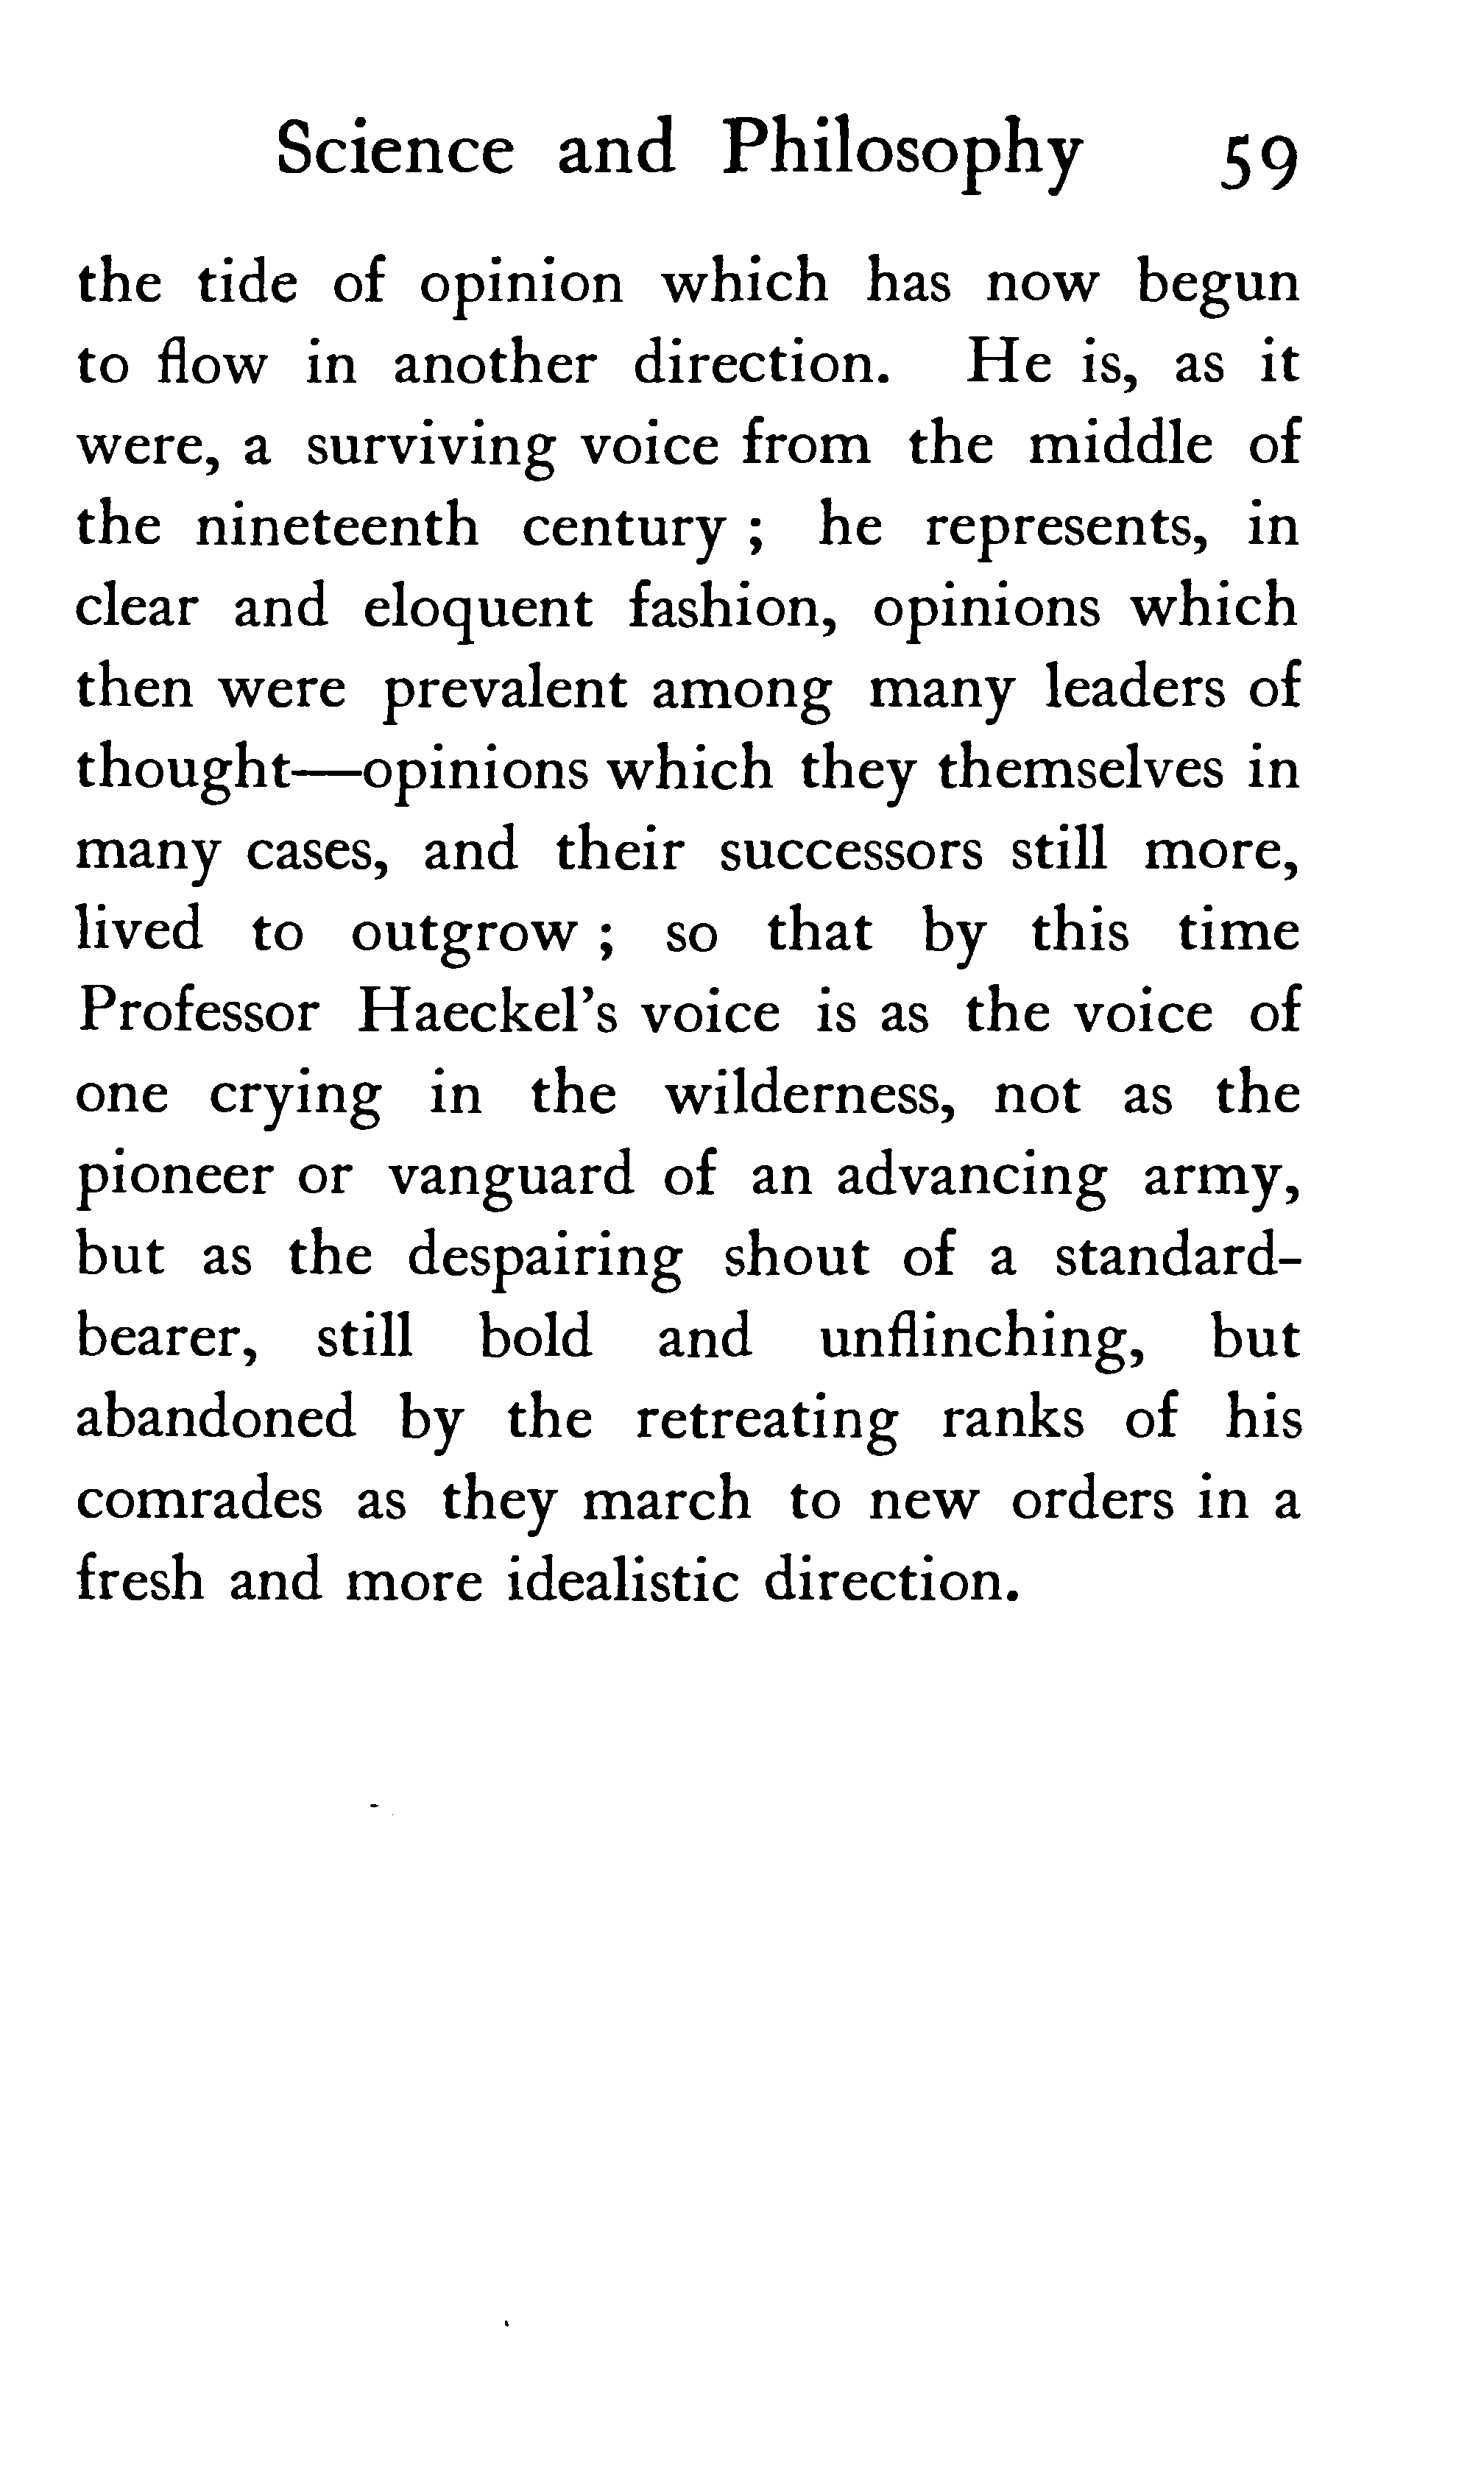 Science and Philosophy 59
the tide of opinion which has now begun
to flow in another direction. He is, as it
were, a surviving voice from the middle of
the nineteenth century ; he represents, in
clear and eloquent fashion, opinions which
then were prevalent among many leaders of
thought—opinions which they themselves in
many cases, and their successors still more,
lived to outgrow ; so that by this time
Professor Haeckel's voice is as the voice of
one crying in the wilderness, not as the
pioneer or vanguard of an advancing army,
but as the despairing shout of a standard-
bearer, still bold and unflinching, but
abandoned by the retreating ranks of his
comrades as they march to new orders in a
fresh and more idealistic direction.